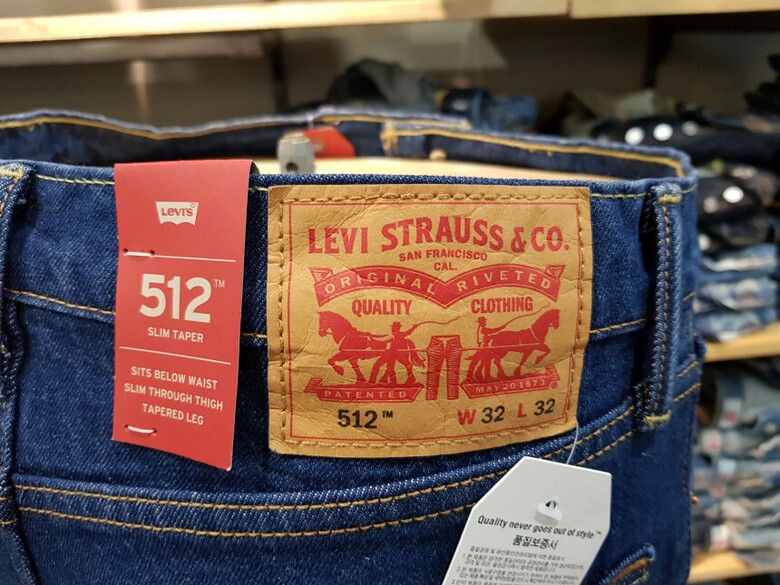 LEVI'S®
512™
SLIM TAPER
SITS BELOW WAIST
SLIM THROUGH THIGH
TAPERED LEG
LEVI STRAUSS & CO.
SAN FRANCISCO
CAL.
ORIGINAL RIVETED
QUALITY CLOTHING
PATENTED MAY 20 1873
512™ W 32 L 32
Quality never goes out of style™
품질보증서